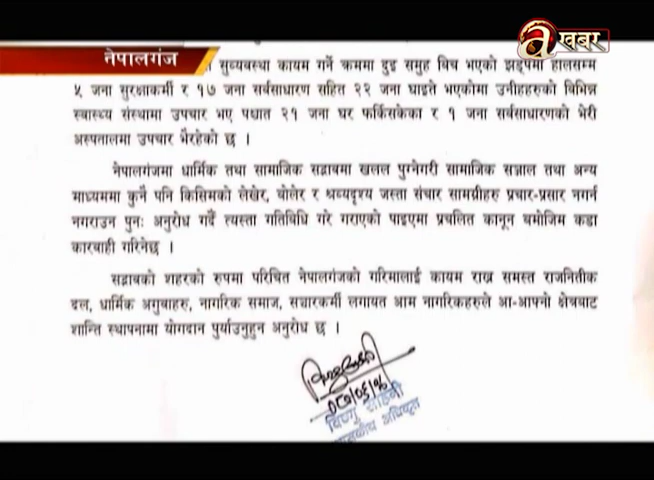 खबर
नेपालगंज
सुव्यवस्था कायम गर्ने क्रममा दुइ समुह बिच भएको झडपमा हालसम्म
५ जना सुरक्षाकर्मी र १७ जना सर्वसाधारण सहित २२ जना घाइते भएकोमा उनीहहरुको बिभिन्न
स्वास्थ्य संस्थामा उपचार भए पश्चात २१ जना घर फर्किसकेका र १ जना सर्वसाधारणको भेरी
अस्पतालमा उपचार भैरहेको छ ।
नेपालगंजमा धार्मिक तथा सामाजिक सद्भावमा खलल पुग्नेगरी सामाजिक सञ्जाल तथा अन्य
माध्यममा कुनै पनि किसिमको लेखेर, बोलेर र श्रव्यदृश्य जस्ता संचार सामग्रीहरु प्रचार-प्रसार नगर्न
नगराउन पुनः अनुरोध गर्दै त्यस्ता गतिबिधि गरे गराएको पाइएमा प्रचलित कानून बमोजिम कडा
कारबाही गरिनेछ ।
सद्भावको शहरको रुपमा परिचित नेपालगंजको गरिमालाई कायम राख्न समस्त राजनितीक
दल, धार्मिक अगुवाहरु, नागरिक समाज, सञ्चारकर्मी लगायत आम नागरिकहरुले आ-आफ्नो क्षेत्रबाट
शान्ति स्थापनामा योगदान पुर्याउनुहुन अनुरोध छ ।
बिष्णु
अधिकृत